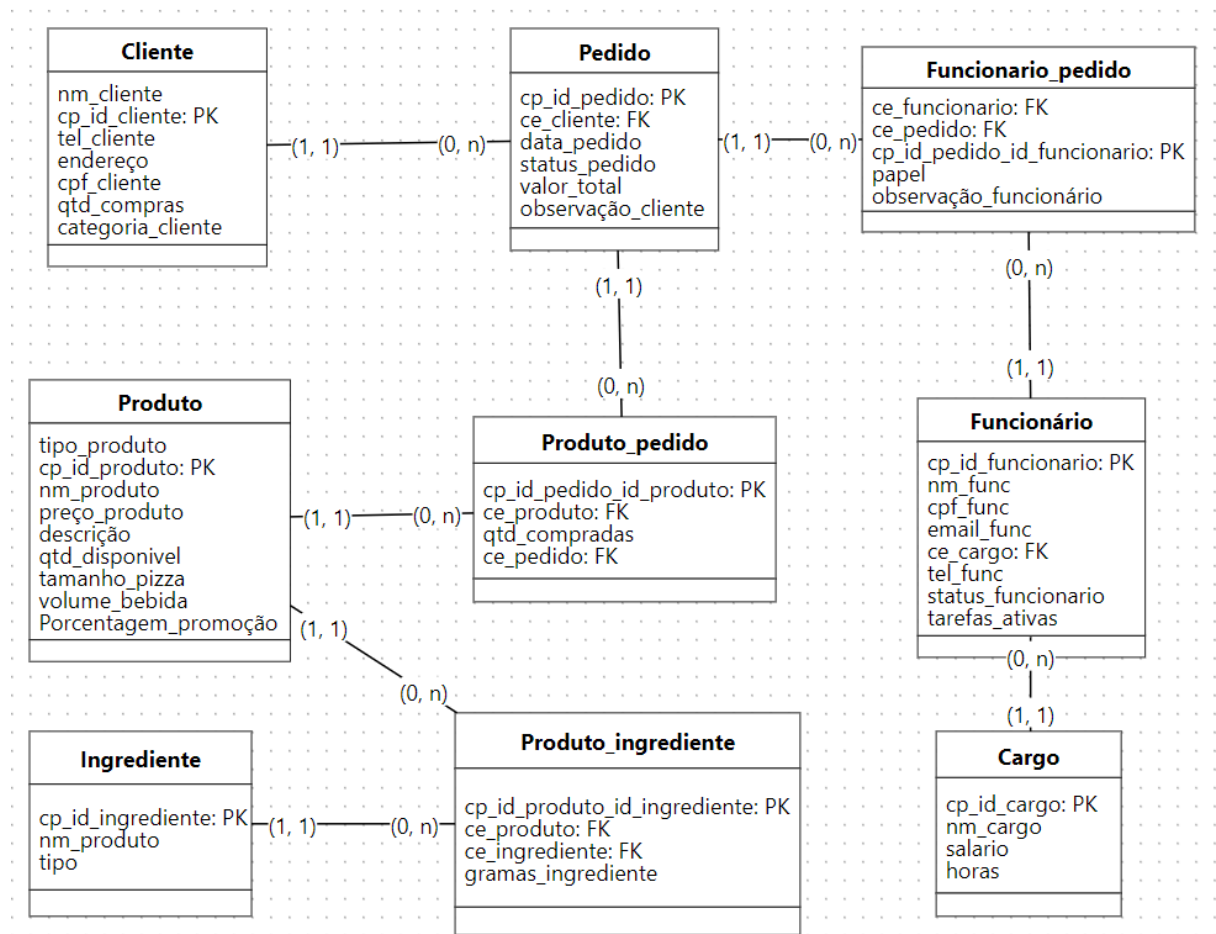 Cliente
nm_cliente
cp_id_cliente: PK
tel_cliente
endereço
cpf_cliente
qtd_compras
categoria_cliente
(1, 1)
(0, n)
Pedido
cp_id_pedido: PK
ce_cliente: FK
data_pedido
status_pedido
valor_total
observação_cliente
(1, 1)
(0, n)
Funcionario_pedido
ce_funcionario: FK
ce_pedido: FK
cp_id_pedido_id_funcionario: PK
papel
observação_funcionário
(1, 1)
(0, n)
(0, n)
(1, 1)
Produto
tipo_produto
cp_id_produto: PK
nm_produto
preço_produto
descrição
qtd_disponivel
tamanho_pizza
volume_bebida
Porcentagem_promoção
(1, 1)
(0, n)
Produto_pedido
cp_id_pedido_id_produto: PK
ce_produto: FK
qtd_compradas
ce_pedido: FK
Funcionário
cp_id_funcionario: PK
nm_func
cpf_func
email_func
ce_cargo: FK
tel_func
status_funcionario
tarefas_ativas
(1, 1)
(0, n)
(0, n)
(1, 1)
Ingrediente
cp_id_ingrediente: PK
nm_produto
tipo
(1, 1)
(0, n)
Produto_ingrediente
cp_id_produto_id_ingrediente: PK
ce_produto: FK
ce_ingrediente: FK
gramas_ingrediente
Cargo
cp_id_cargo: PK
nm_cargo
salario
horas